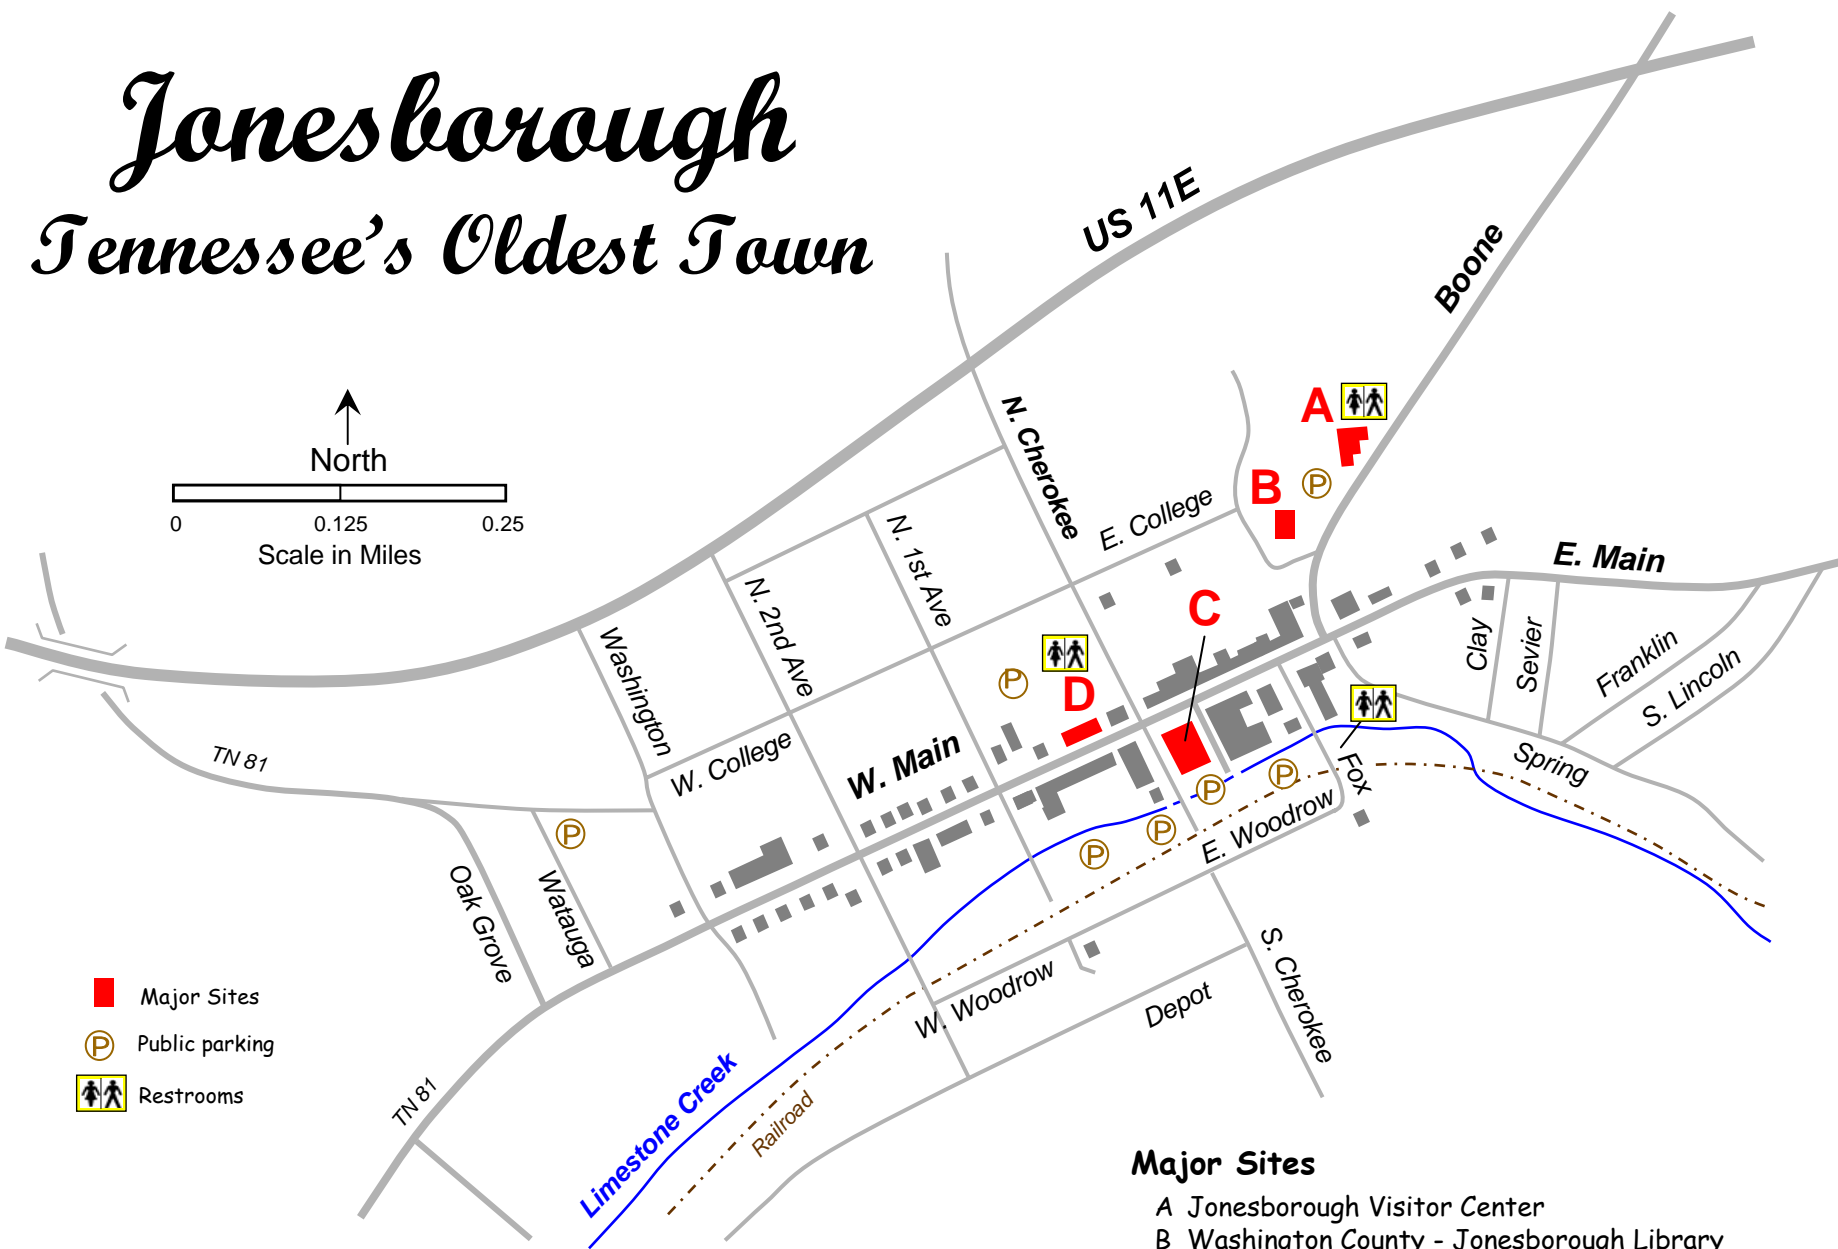 Jonesborough
Tennessee's Oldest Town
US 11E
Boone
North
0 0.125 0.25
Scale in Miles
N. Cherokee
A
B
E. College
E. Main
N. 1st Ave
N. 2nd Ave
Washington
C
D
Clay
Sevier
Franklin
S. Lincoln
W. College
W. Main
TN 81
Spring
Fox
P
P
P
P
P
P
P
E. Woodrow
Oak Grove
Watauga
W. Woodrow
Depot
S. Cherokee
Major Sites
P Public parking
Restrooms
TN 81
Limestone Creek
Railroad
Major Sites
A Jonesborough Visitor Center
B Washington County - Jonesborough Library